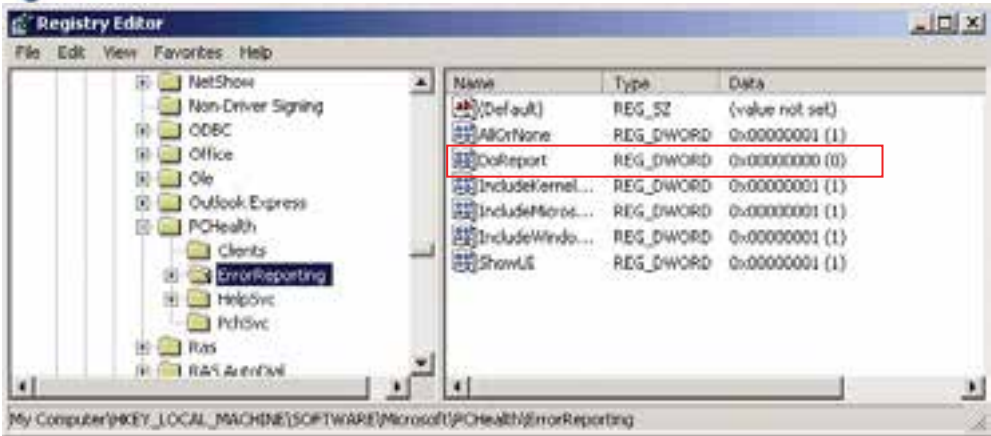 Registry Editor
File Edit View Favorites Help
NetShow
Non-Driver Signing
ODBC
Office
Ole
Outlook Express
PCHealth
Clients
ErrorReporting
HelpSvc
PchSvc
Ras
RAS AutoDial
Name Type Data
(Default) REG_SZ (value not set)
AllOrNone REG_DWORD 0x00000001 (1)
DoReport REG_DWORD 0x00000000 (0)
IncludeKernel... REG_DWORD 0x00000001 (1)
IncludeMicros... REG_DWORD 0x00000001 (1)
IncludeWindo... REG_DWORD 0x00000001 (1)
ShowUI REG_DWORD 0x00000001 (1)
My Computer\HKEY_LOCAL_MACHINE\SOFTWARE\Microsoft\PCHealth\ErrorReporting